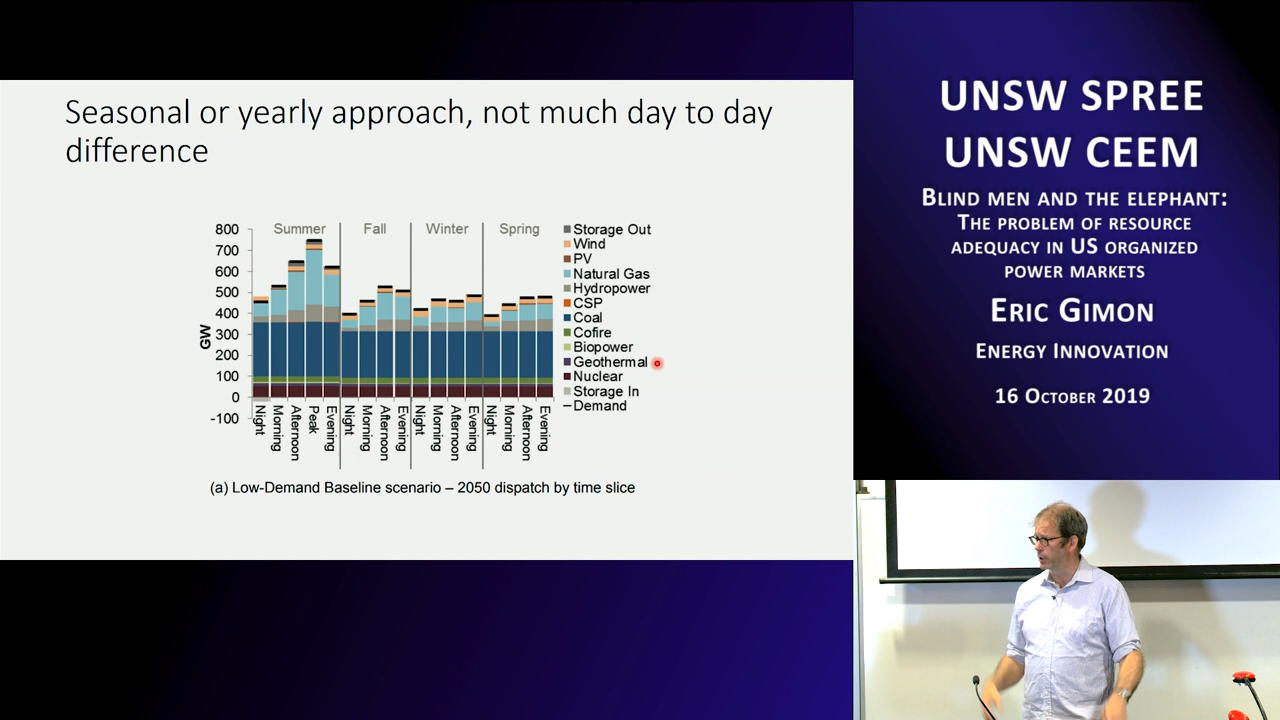 Seasonal or yearly approach, not much day to day
difference
800
700
600
500
400
300
200
100
0
-100
GW
Summer
Fall
Winter
Spring
Night
Morning
Afternoon
Peak
Evening
Night
Morning
Afternoon
Evening
Night
Morning
Afternoon
Evening
Night
Morning
Afternoon
Evening
Storage Out
Wind
PV
Natural Gas
Hydropower
CSP
Coal
Cofire
Biopower
Geothermal
Nuclear
Storage In
Demand
(a) Low-Demand Baseline scenario – 2050 dispatch by time slice
UNSW SPREE
UNSW CEEM
Blind men and the elephant:
The problem of resource
adequacy in US organized
power markets
Eric Gimon
Energy Innovation
16 October 2019